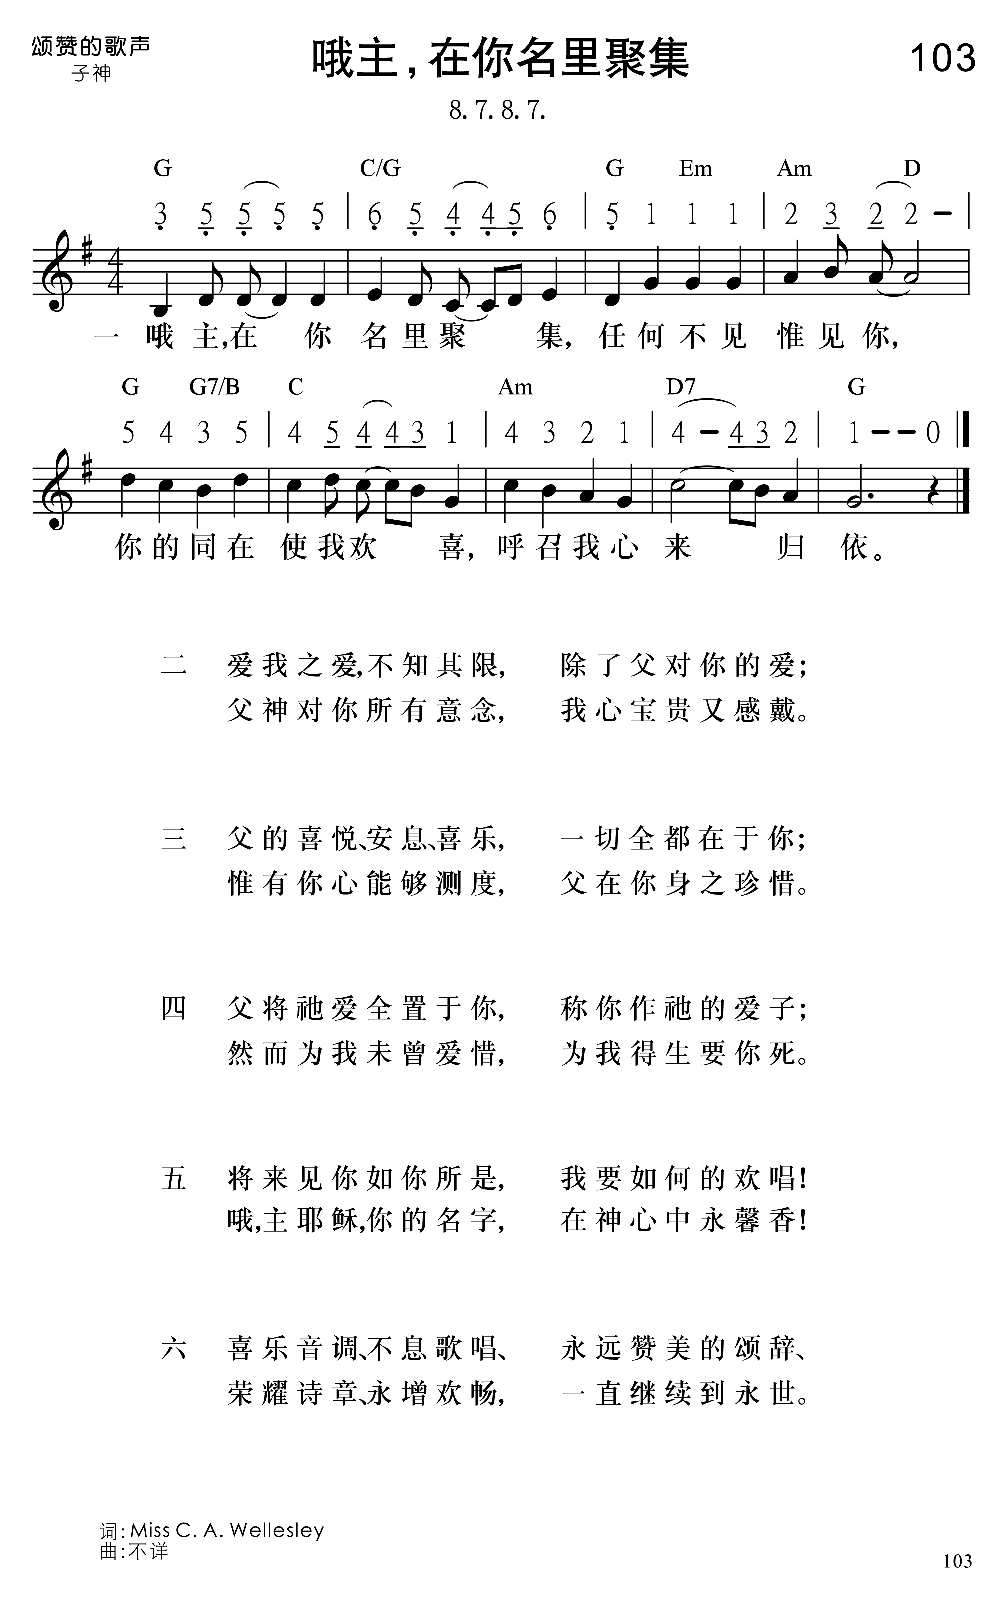 颂赞的歌声
子神
哦主，在你名里聚集
103
8. 7. 8. 7.
G C/G G Em Am D
3 5 5 5 5 | 6 5 4 4 5 6 | 5 1 1 1 | 2 3 2 2 – |
4
4
一 哦主,在 你 名里聚 集, 任何不见 惟见你,
G G7/B C Am D7 G
5 4 3 5 | 4 5 4 4 3 1 | 4 3 2 1 | 4 – 4 3 2 | 1 – – 0
你的同在 使我欢 喜, 呼召我心 来 归 依。
二 爱我之爱,不知其限, 除了父对你的爱;
父神对你所有意念, 我心宝贵又感戴。
三 父的喜悦、安息、喜乐, 一切全都在于你;
惟有你心能够测度, 父在你身之珍惜。
四 父将祂爱全置于你, 称你作祂的爱子;
然而为我未曾爱惜, 为我得生要你死。
五 将来见你如你所是, 我要如何的欢唱!
哦,主耶稣,你的名字, 在神心中永馨香!
六 喜乐音调、不息歌唱、 永远赞美的颂辞、
荣耀诗章、永增欢畅, 一直继续到永世。
词: Miss C. A. Wellesley
曲:不详
103